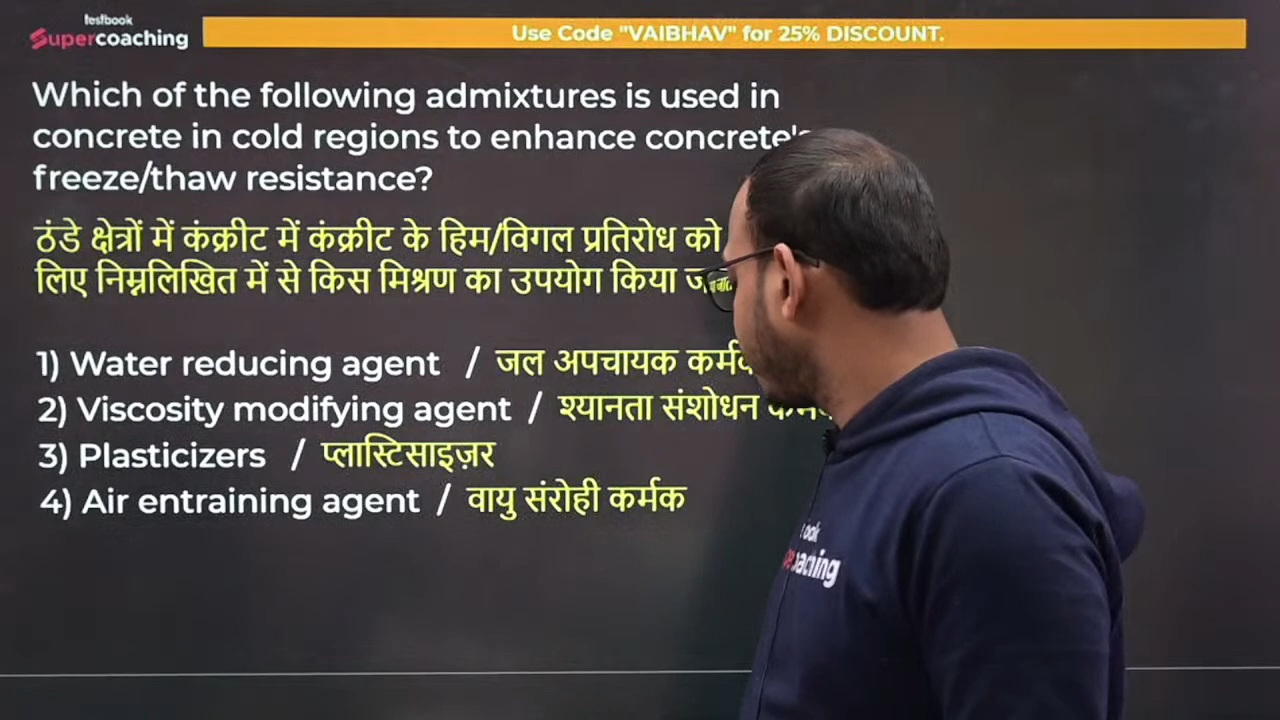 testbook
Supercoaching
Use Code "VAIBHAV" for 25% DISCOUNT.
Which of the following admixtures is used in
concrete in cold regions to enhance concrete's
freeze/thaw resistance?
ठंडे क्षेत्रों में कंक्रीट में कंक्रीट के हिम/विगल प्रतिरोध को
लिए निम्नलिखित में से किस मिश्रण का उपयोग किया
1) Water reducing agent / जल अपचायक
2) Viscosity modifying agent / श्यानता संशोधन
3) Plasticizers / प्लास्टिसाइज़र
4) Air entraining agent / वायु संरोही कर्मक